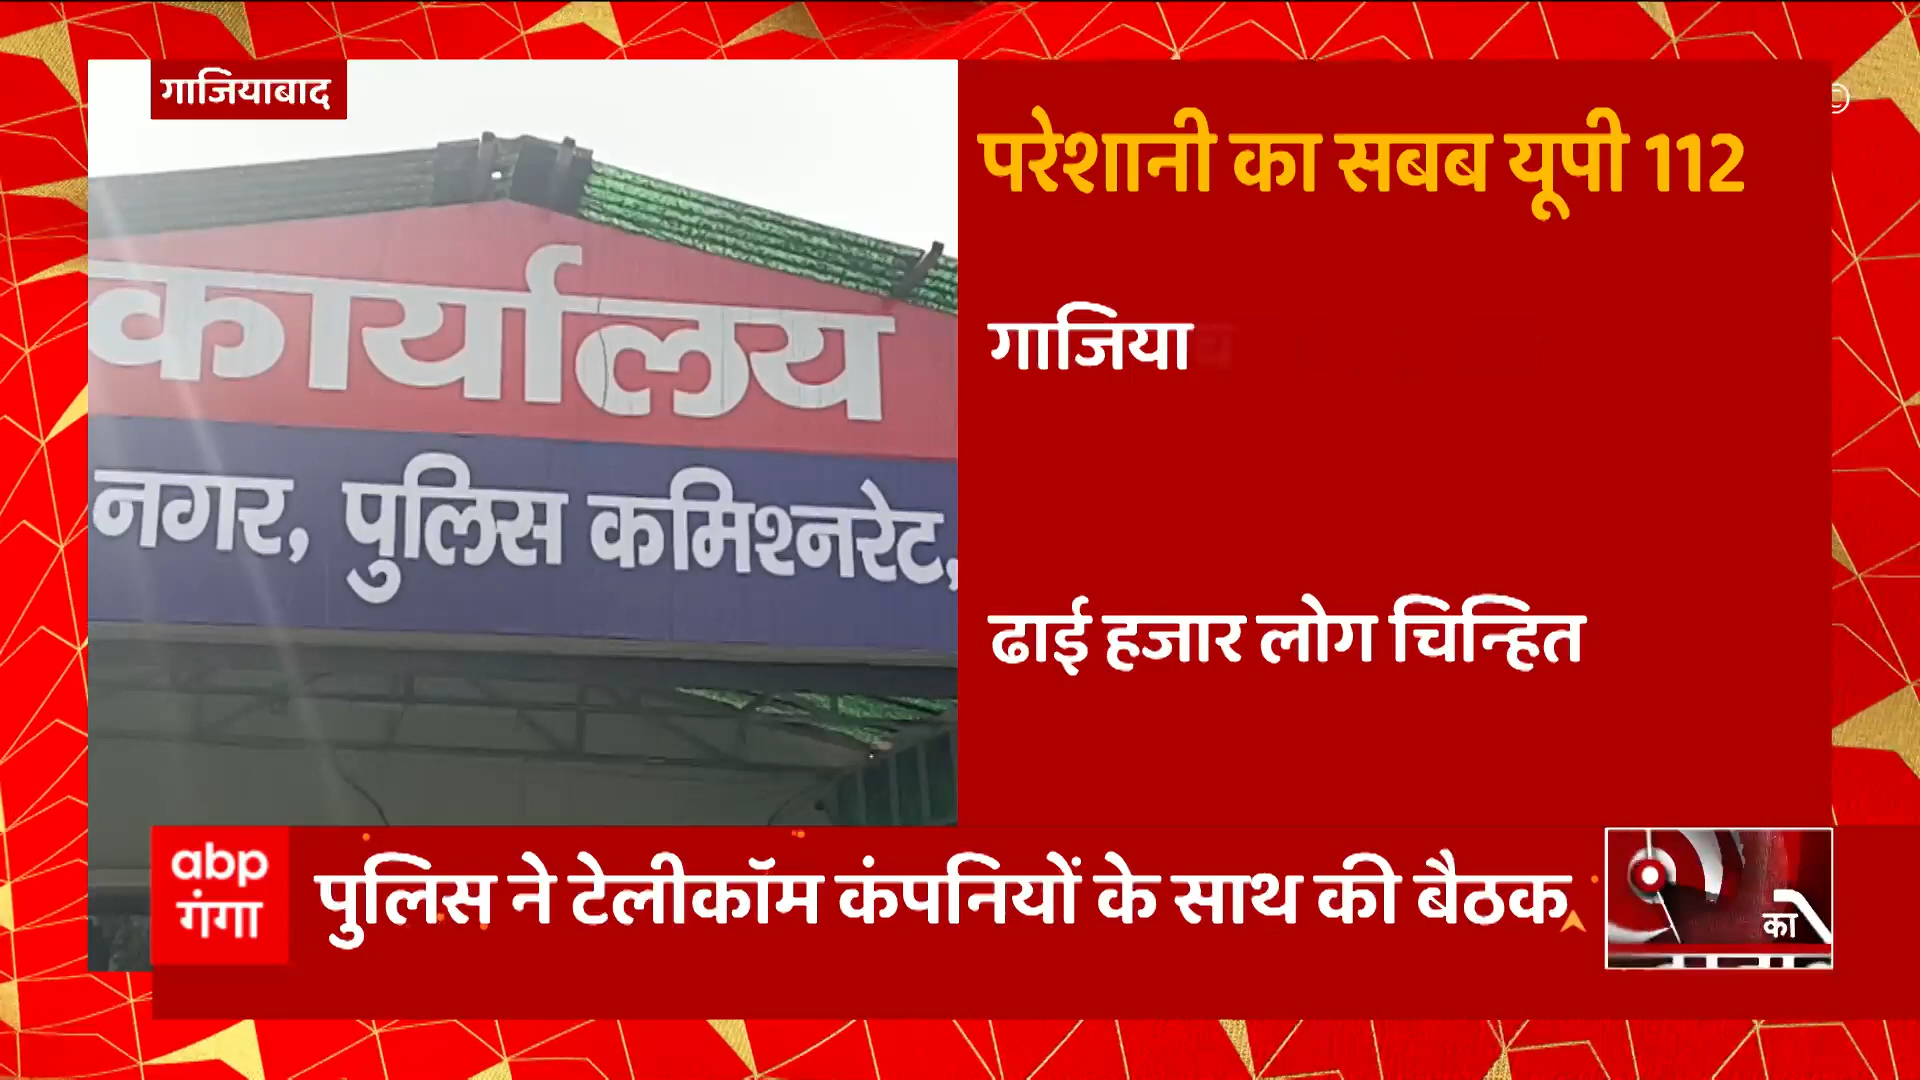 गाजियाबाद
कार्यालय
नगर, पुलिस कमिश्नरेट,
परेशानी का सबब यूपी 112
गाजिया
ढाई हजार लोग चिन्हित
abp
गंगा
पुलिस ने टेलीकॉम कंपनियों के साथ की बैठक
का